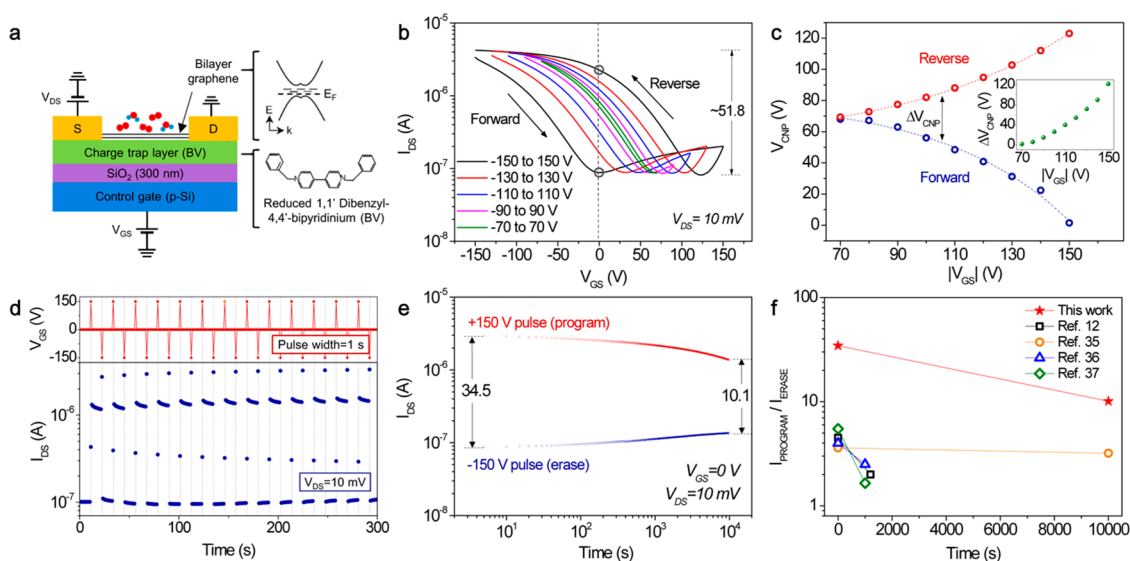 a
Bilayer
graphene
V_DS
S
D
E
k
E_F
Charge trap layer (BV)
SiO₂ (300 nm)
Control gate (p-Si)
V_GS
N
N
Reduced 1,1' Dibenzyl-
4,4'-bipyridinium (BV)
b
10⁻⁵
10⁻⁶
10⁻⁷
10⁻⁸
I_DS (A)
Forward
Reverse
~51.8
-150 to 150 V
-130 to 130 V
-110 to 110 V
-90 to 90 V
-70 to 70 V
V_DS= 10 mV
-150 -100 -50 0 50 100 150
V_GS (V)
c
140
120
100
80
60
40
20
0
V_CNP (V)
Reverse
ΔV_CNP
Forward
120
80
40
0
ΔV_CNP (V)
70 110 150
|V_GS| (V)
70 80 90 100 110 120 130 140 150 160
|V_GS| (V)
d
150
0
-150
V_GS (V)
Pulse width=1 s
10⁻⁶
10⁻⁷
I_DS (A)
V_DS=10 mV
0 100 200 300
Time (s)
e
10⁻⁵
10⁻⁶
10⁻⁷
10⁻⁸
I_DS (A)
+150 V pulse (program)
34.5
10.1
-150 V pulse (erase)
V_GS=0 V
V_DS=10 mV
10¹ 10² 10³ 10⁴
Time (s)
f
100
10
1
I_PROGRAM / I_ERASE
This work
Ref. 12
Ref. 35
Ref. 36
Ref. 37
0 2000 4000 6000 8000 10000
Time (s)